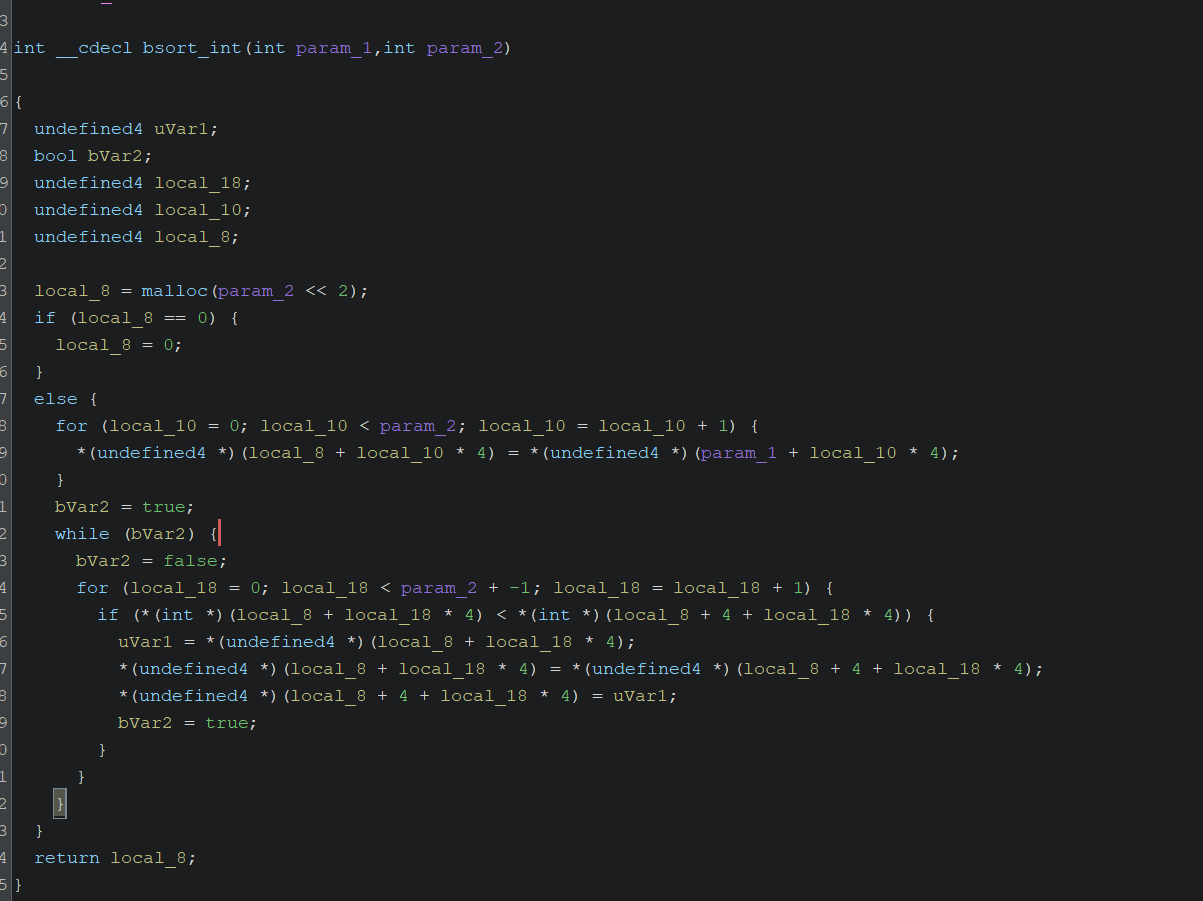 3
4 int __cdecl bsort_int(int param_1,int param_2)
5
6 {
7   undefined4 uVar1;
8   bool bVar2;
9   undefined4 local_18;
0   undefined4 local_10;
1   undefined4 local_8;
2
3   local_8 = malloc(param_2 << 2);
4   if (local_8 == 0) {
5     local_8 = 0;
6   }
7   else {
8     for (local_10 = 0; local_10 < param_2; local_10 = local_10 + 1) {
9       *(undefined4 *)(local_8 + local_10 * 4) = *(undefined4 *)(param_1 + local_10 * 4);
0     }
1     bVar2 = true;
2     while (bVar2) {
3       bVar2 = false;
4       for (local_18 = 0; local_18 < param_2 + -1; local_18 = local_18 + 1) {
5         if (*(int *)(local_8 + local_18 * 4) < *(int *)(local_8 + 4 + local_18 * 4)) {
6           uVar1 = *(undefined4 *)(local_8 + local_18 * 4);
7           *(undefined4 *)(local_8 + local_18 * 4) = *(undefined4 *)(local_8 + 4 + local_18 * 4);
8           *(undefined4 *)(local_8 + 4 + local_18 * 4) = uVar1;
9           bVar2 = true;
0         }
1       }
2     }
3   }
4   return local_8;
5 }